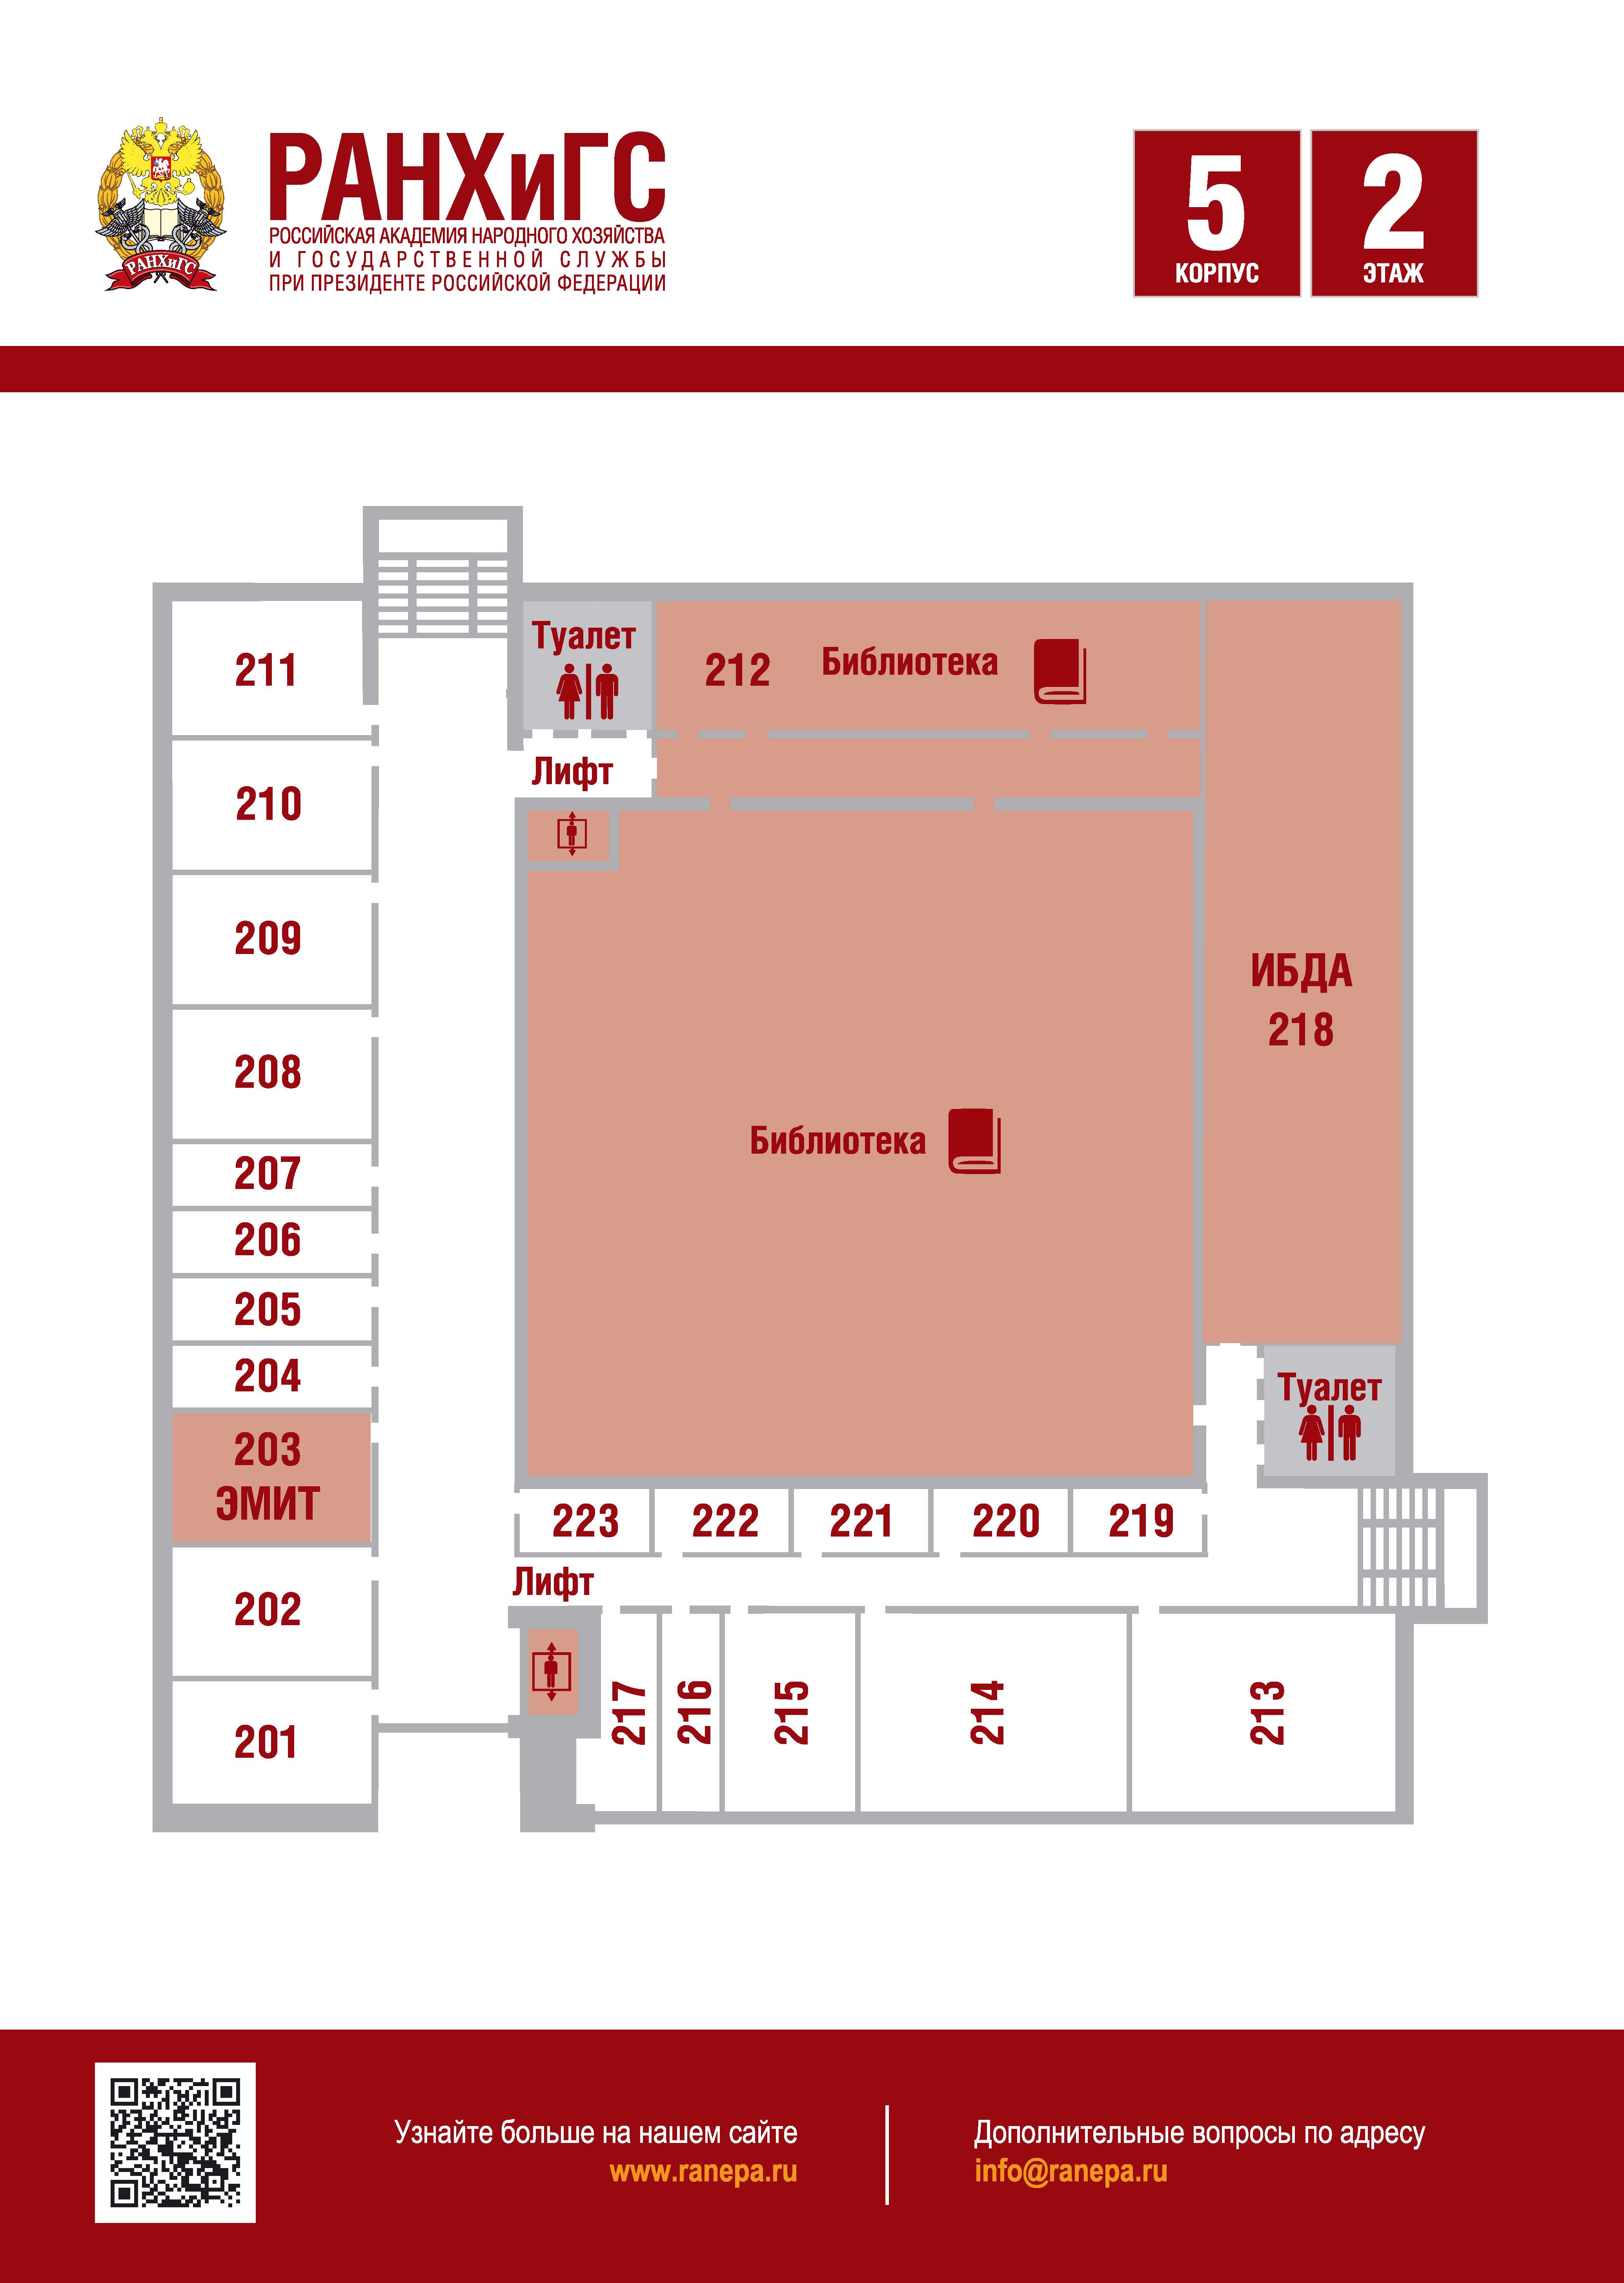 РАНХиГС
РОССИЙСКАЯ АКАДЕМИЯ НАРОДНОГО ХОЗЯЙСТВА
И ГОСУДАРСТВЕННОЙ СЛУЖБЫ
ПРИ ПРЕЗИДЕНТЕ РОССИЙСКОЙ ФЕДЕРАЦИИ
РАНХиГС
5
КОРПУС
2
ЭТАЖ
Туалет
211
212
Библиотека
Лифт
210
209
ИБДА
218
208
Библиотека
207
206
205
204
Туалет
203
ЭМИТ
223
222
221
220
219
Лифт
202
217
216
215
214
213
201
Узнайте больше на нашем сайте
www.ranepa.ru
Дополнительные вопросы по адресу
info@ranepa.ru